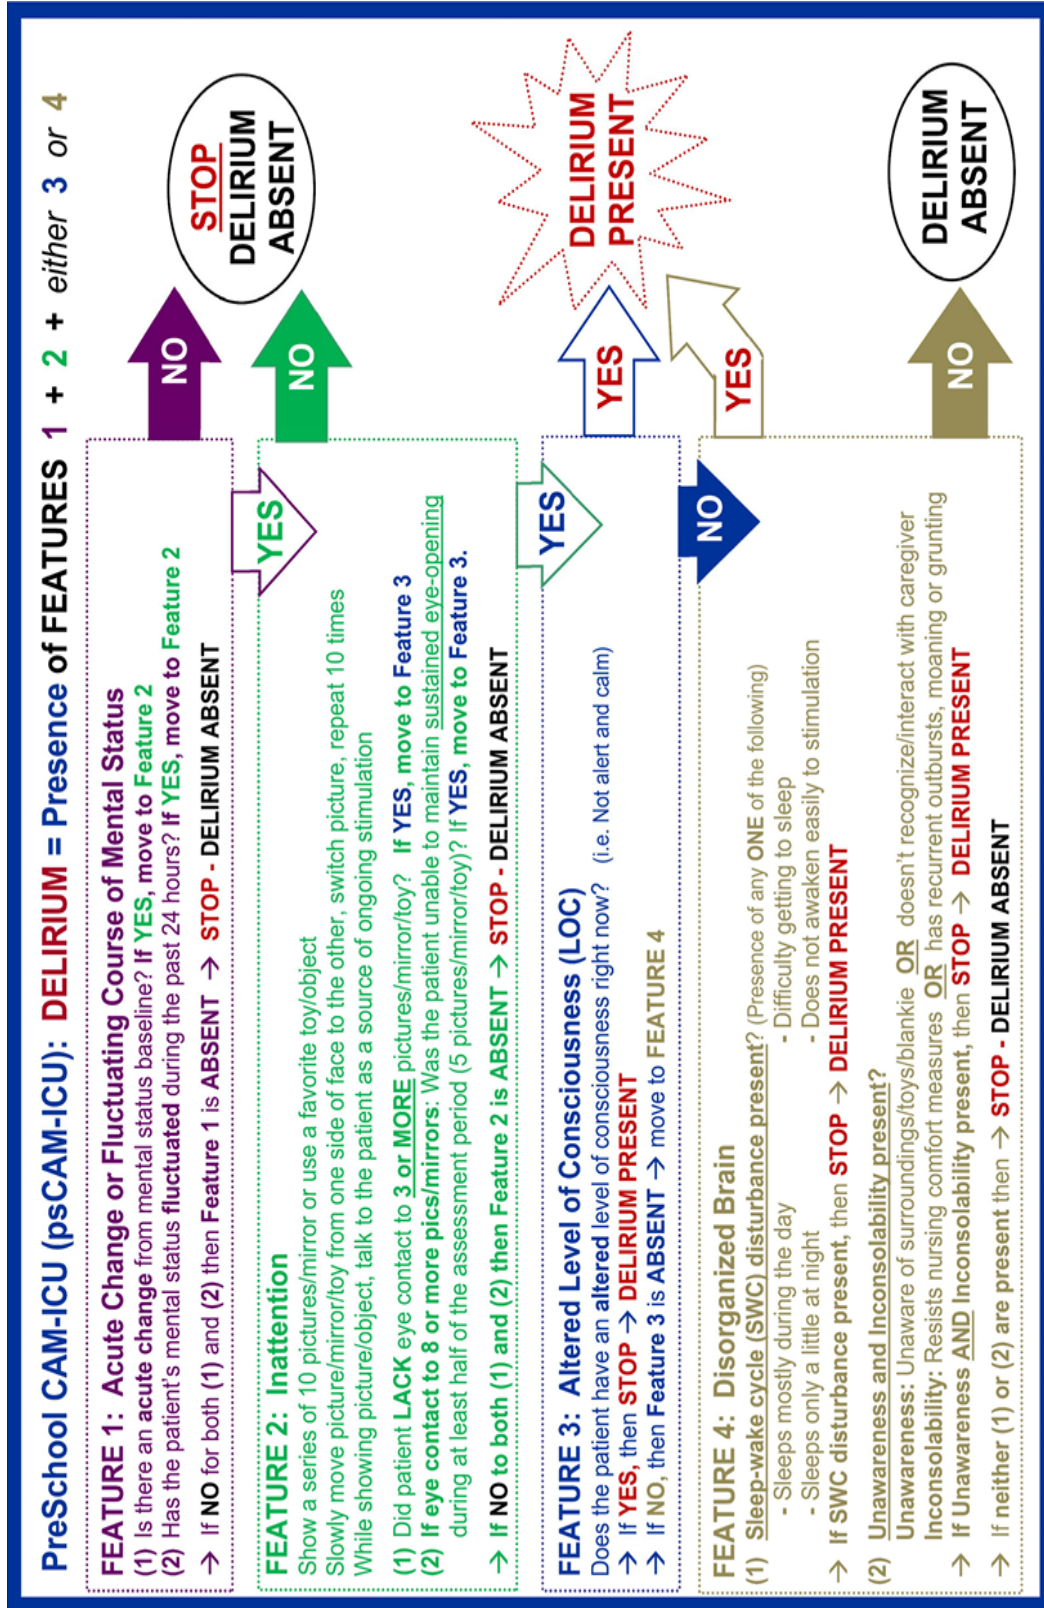 PreSchool CAM-ICU (psCAM-ICU): DELIRIUM = Presence of FEATURES 1 + 2 + either 3 or 4
FEATURE 1: Acute Change or Fluctuating Course of Mental Status
(1) Is there an acute change from mental status baseline? If YES, move to Feature 2
(2) Has the patient's mental status fluctuated during the past 24 hours? If YES, move to Feature 2
→ If NO for both (1) and (2) then Feature 1 is ABSENT → STOP - DELIRIUM ABSENT
NO
STOP
DELIRIUM
ABSENT
YES
FEATURE 2: Inattention
Show a series of 10 pictures/mirror or use a favorite toy/object
Slowly move picture/mirror/toy from one side of face to the other, switch picture, repeat 10 times
While showing picture/object, talk to the patient as a source of ongoing stimulation
(1) Did patient LACK eye contact to 3 or MORE pictures/mirror/toy? If YES, move to Feature 3
(2) If eye contact to 8 or more pics/mirrors: Was the patient unable to maintain sustained eye-opening
during at least half of the assessment period (5 pictures/mirror/toy)? If YES, move to Feature 3.
→ If NO to both (1) and (2) then Feature 2 is ABSENT → STOP - DELIRIUM ABSENT
NO
YES
FEATURE 3: Altered Level of Consciousness (LOC)
Does the patient have an altered level of consciousness right now? (i.e. Not alert and calm)
→ If YES, then STOP → DELIRIUM PRESENT
→ If NO, then Feature 3 is ABSENT → move to FEATURE 4
YES
DELIRIUM
PRESENT
NO
FEATURE 4: Disorganized Brain
(1) Sleep-wake cycle (SWC) disturbance present? (Presence of any ONE of the following)
- Sleeps mostly during the day - Difficulty getting to sleep
- Sleeps only a little at night - Does not awaken easily to stimulation
→ If SWC disturbance present, then STOP → DELIRIUM PRESENT
(2) Unawareness and Inconsolability present?
Unawareness: Unaware of surroundings/toys/blankie OR doesn't recognize/interact with caregiver
Inconsolability: Resists nursing comfort measures OR has recurrent outbursts, moaning or grunting
→ If Unawareness AND Inconsolability present, then STOP → DELIRIUM PRESENT
→ If neither (1) or (2) are present then → STOP - DELIRIUM ABSENT
YES
NO
DELIRIUM
ABSENT